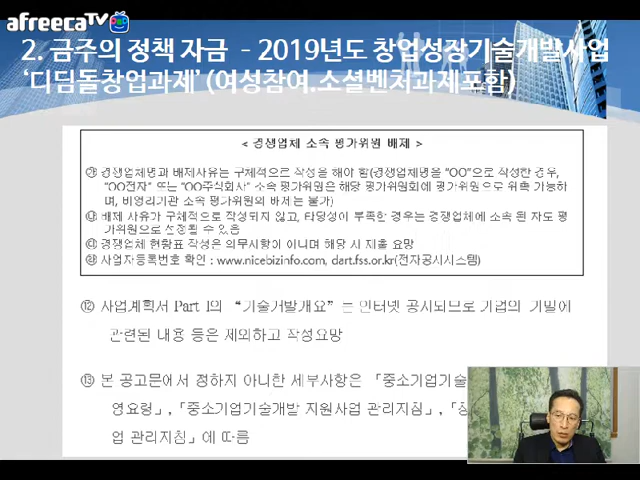 afreecaTV
2. 금주의 정책 자금 - 2019년도 창업성장기술개발사업
‘디딤돌창업과제’ (여성참여.소셜벤처과제포함)
< 경쟁업체 소속 평가위원 배제 >
㉮ 경쟁업체명과 배제사유는 구체적으로 작성을 해야 함(경쟁업체명을 "OO"으로 작성한 경우,
"OO전자" 또는 "OO주식회사" 소속 평가위원은 해당 평가위원회에 평가위원으로 위촉 가능하
며, 비영리기관 소속 평가위원의 배제는 불가)
㉯ 배제 사유가 구체적으로 작성되지 않고, 타당성이 부족한 경우는 경쟁업체에 소속 된 자도 평
가위원으로 선정될 수 있음
㉰ 경쟁업체 현황표 작성은 의무사항이 아니며 해당 시 제출 요망
㉱ 사업자등록번호 확인 : www.nicebizinfo.com, dart.fss.or.kr(전자공시시스템)
⑫ 사업계획서 Part Ⅰ의 “기술개발개요”는 인터넷 공시되므로 기업의 기밀에
관련된 내용 등은 제외하고 작성요망
⑬ 본 공고문에서 정하지 아니한 세부사항은 「중소기업기술
영요령」, 「중소기업기술개발 지원사업 관리지침」, 「창
업 관리지침」에 따름